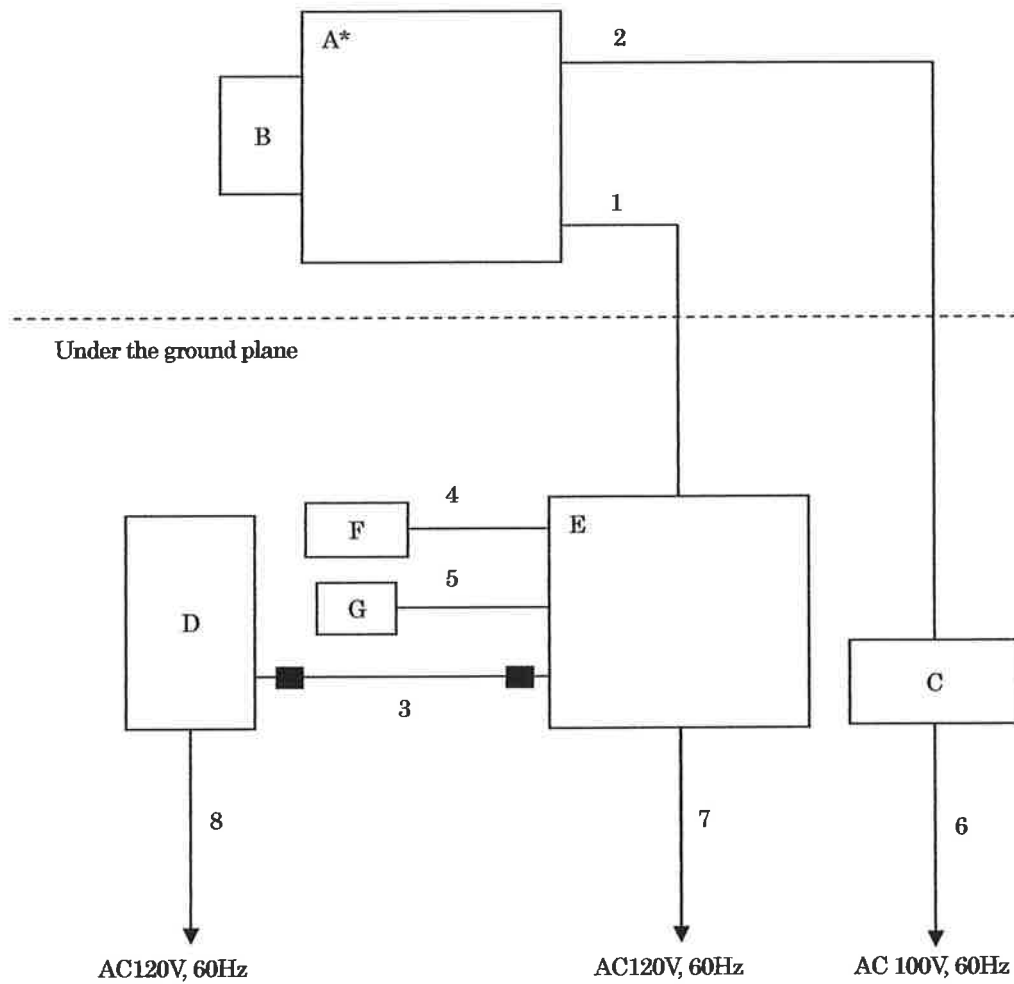 A*
2
B
1
Under the ground plane
4
F
E
5
G
D
C
3
8
7
6
AC120V, 60Hz
AC120V, 60Hz
AC 100V, 60Hz